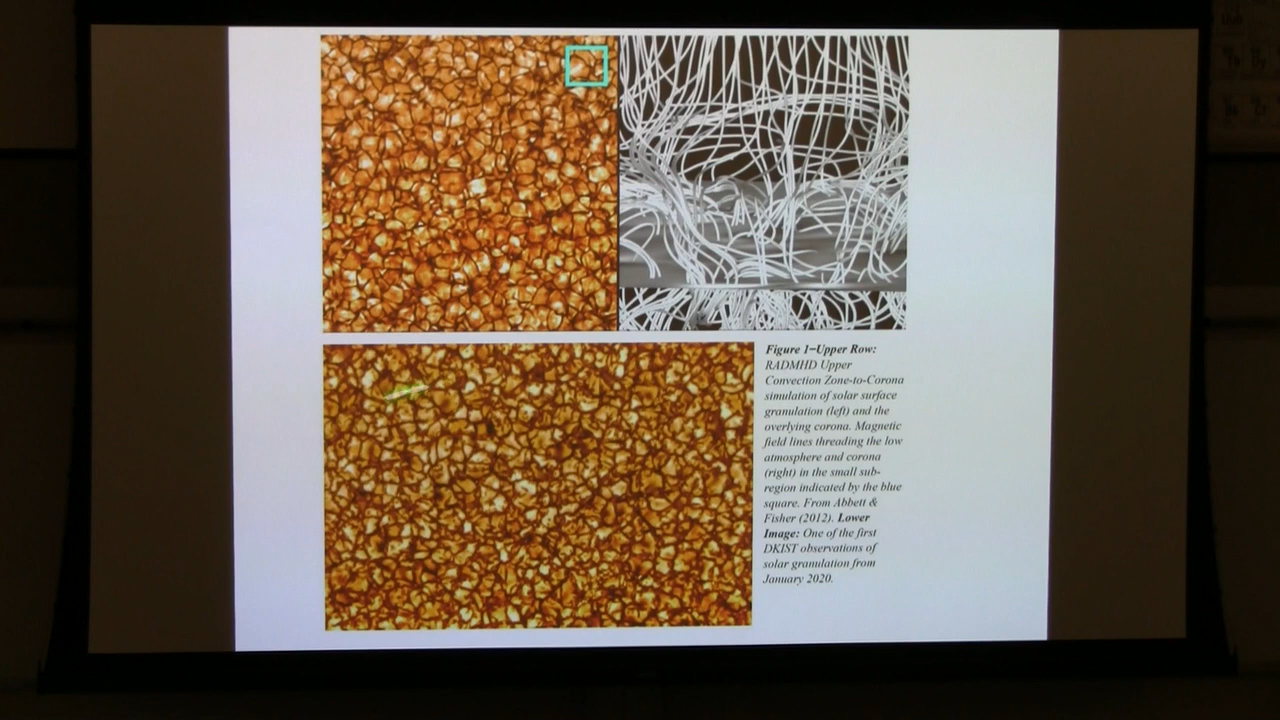 Figure 1–Upper Row:
RADMHD Upper
Convection Zone-to-Corona
simulation of solar surface
granulation (left) and the
overlying corona. Magnetic
field lines threading the low
atmosphere and corona
(right) in the small sub-
region indicated by the blue
square. From Abbett &
Fisher (2012). Lower
Image: One of the first
DKIST observations of
solar granulation from
January 2020.